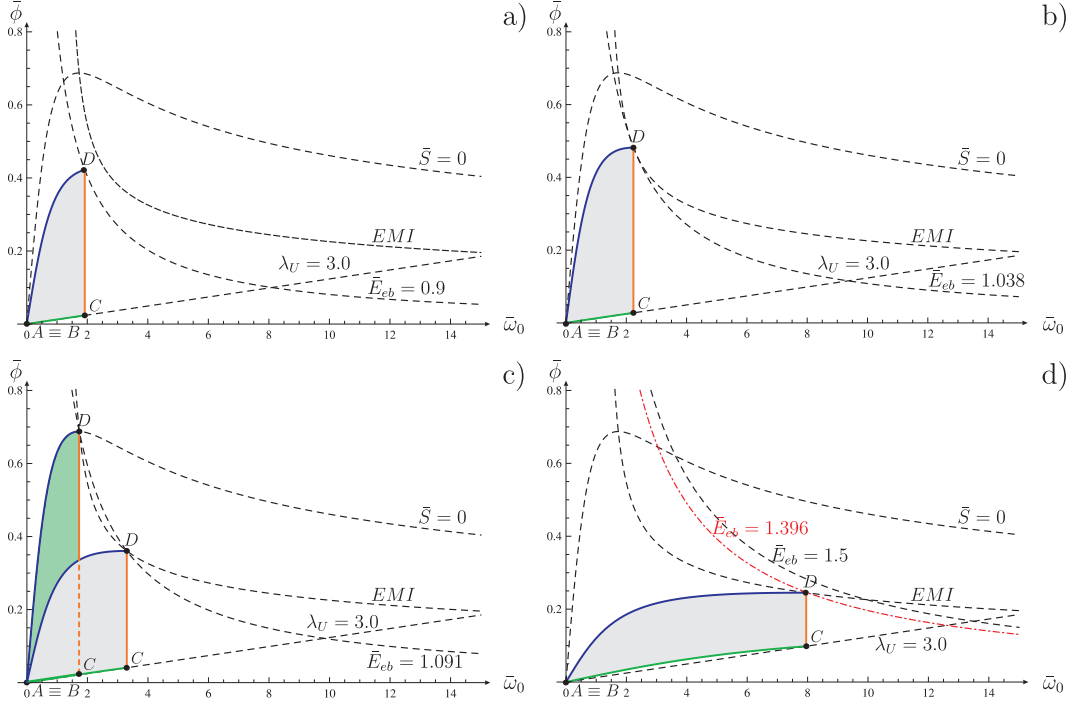 a)
ϕ̄
0.8
0.6
0.4
0.2
S̄ = 0
D
EMI
λ_U = 3.0
Ē_eb = 0.9
C
A ≡ B
0 2 4 6 8 10 12 14
ω̄_0
b)
ϕ̄
0.8
0.6
0.4
0.2
S̄ = 0
D
EMI
λ_U = 3.0
Ē_eb = 1.038
C
A ≡ B
0 2 4 6 8 10 12 14
ω̄_0
c)
ϕ̄
0.8
0.6
0.4
0.2
D
S̄ = 0
D
EMI
λ_U = 3.0
Ē_eb = 1.091
C C
A ≡ B
0 2 4 6 8 10 12 14
ω̄_0
d)
ϕ̄
0.8
0.6
0.4
0.2
S̄ = 0
Ē_eb = 1.396
Ē_eb = 1.5
D
EMI
λ_U = 3.0
C
A ≡ B
0 2 4 6 8 10 12 14
ω̄_0